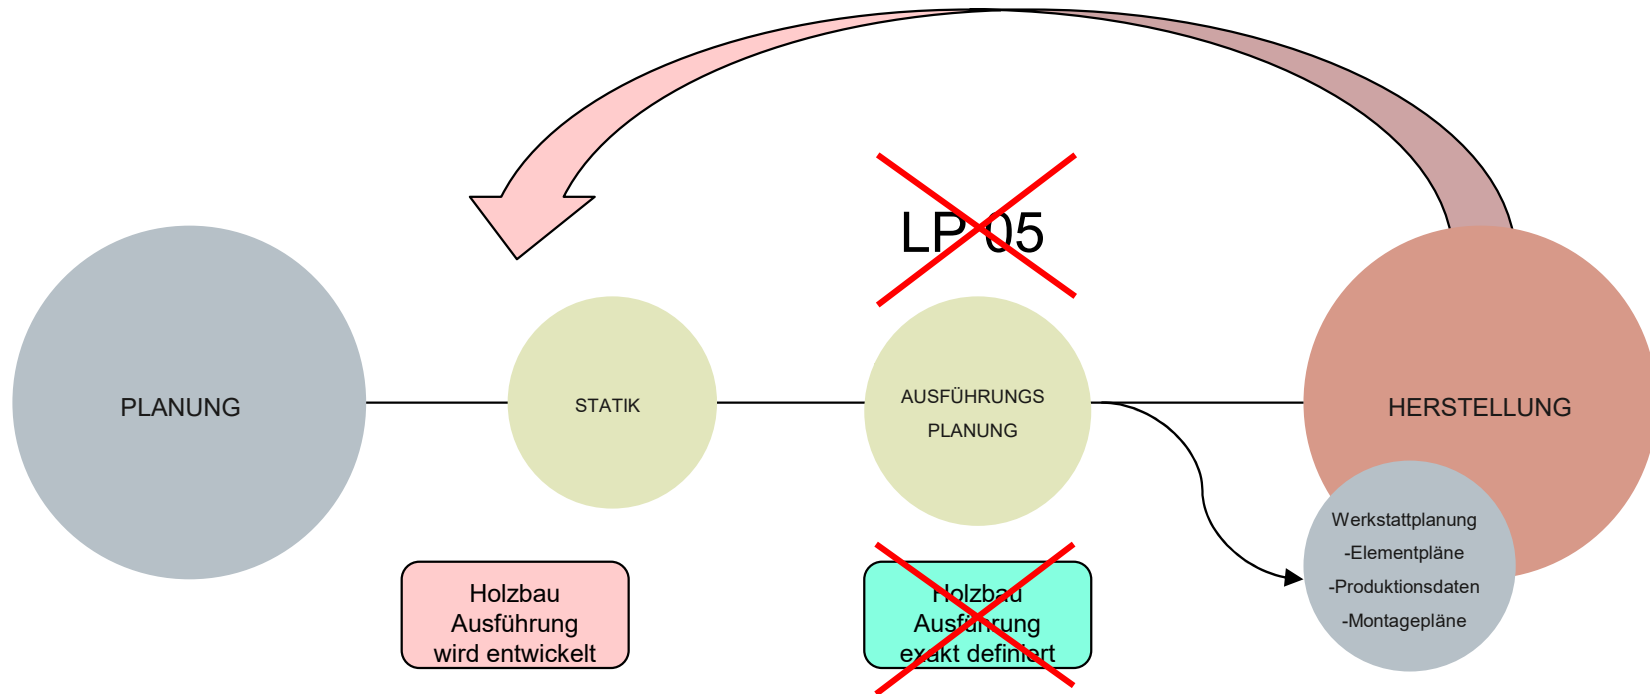 LP 05
PLANUNG
STATIK
AUSFÜHRUNGS
PLANUNG
HERSTELLUNG
Werkstattplanung
-Elementpläne
-Produktionsdaten
-Montagepläne
Holzbau
Ausführung
wird entwickelt
Holzbau
Ausführung
exakt definiert